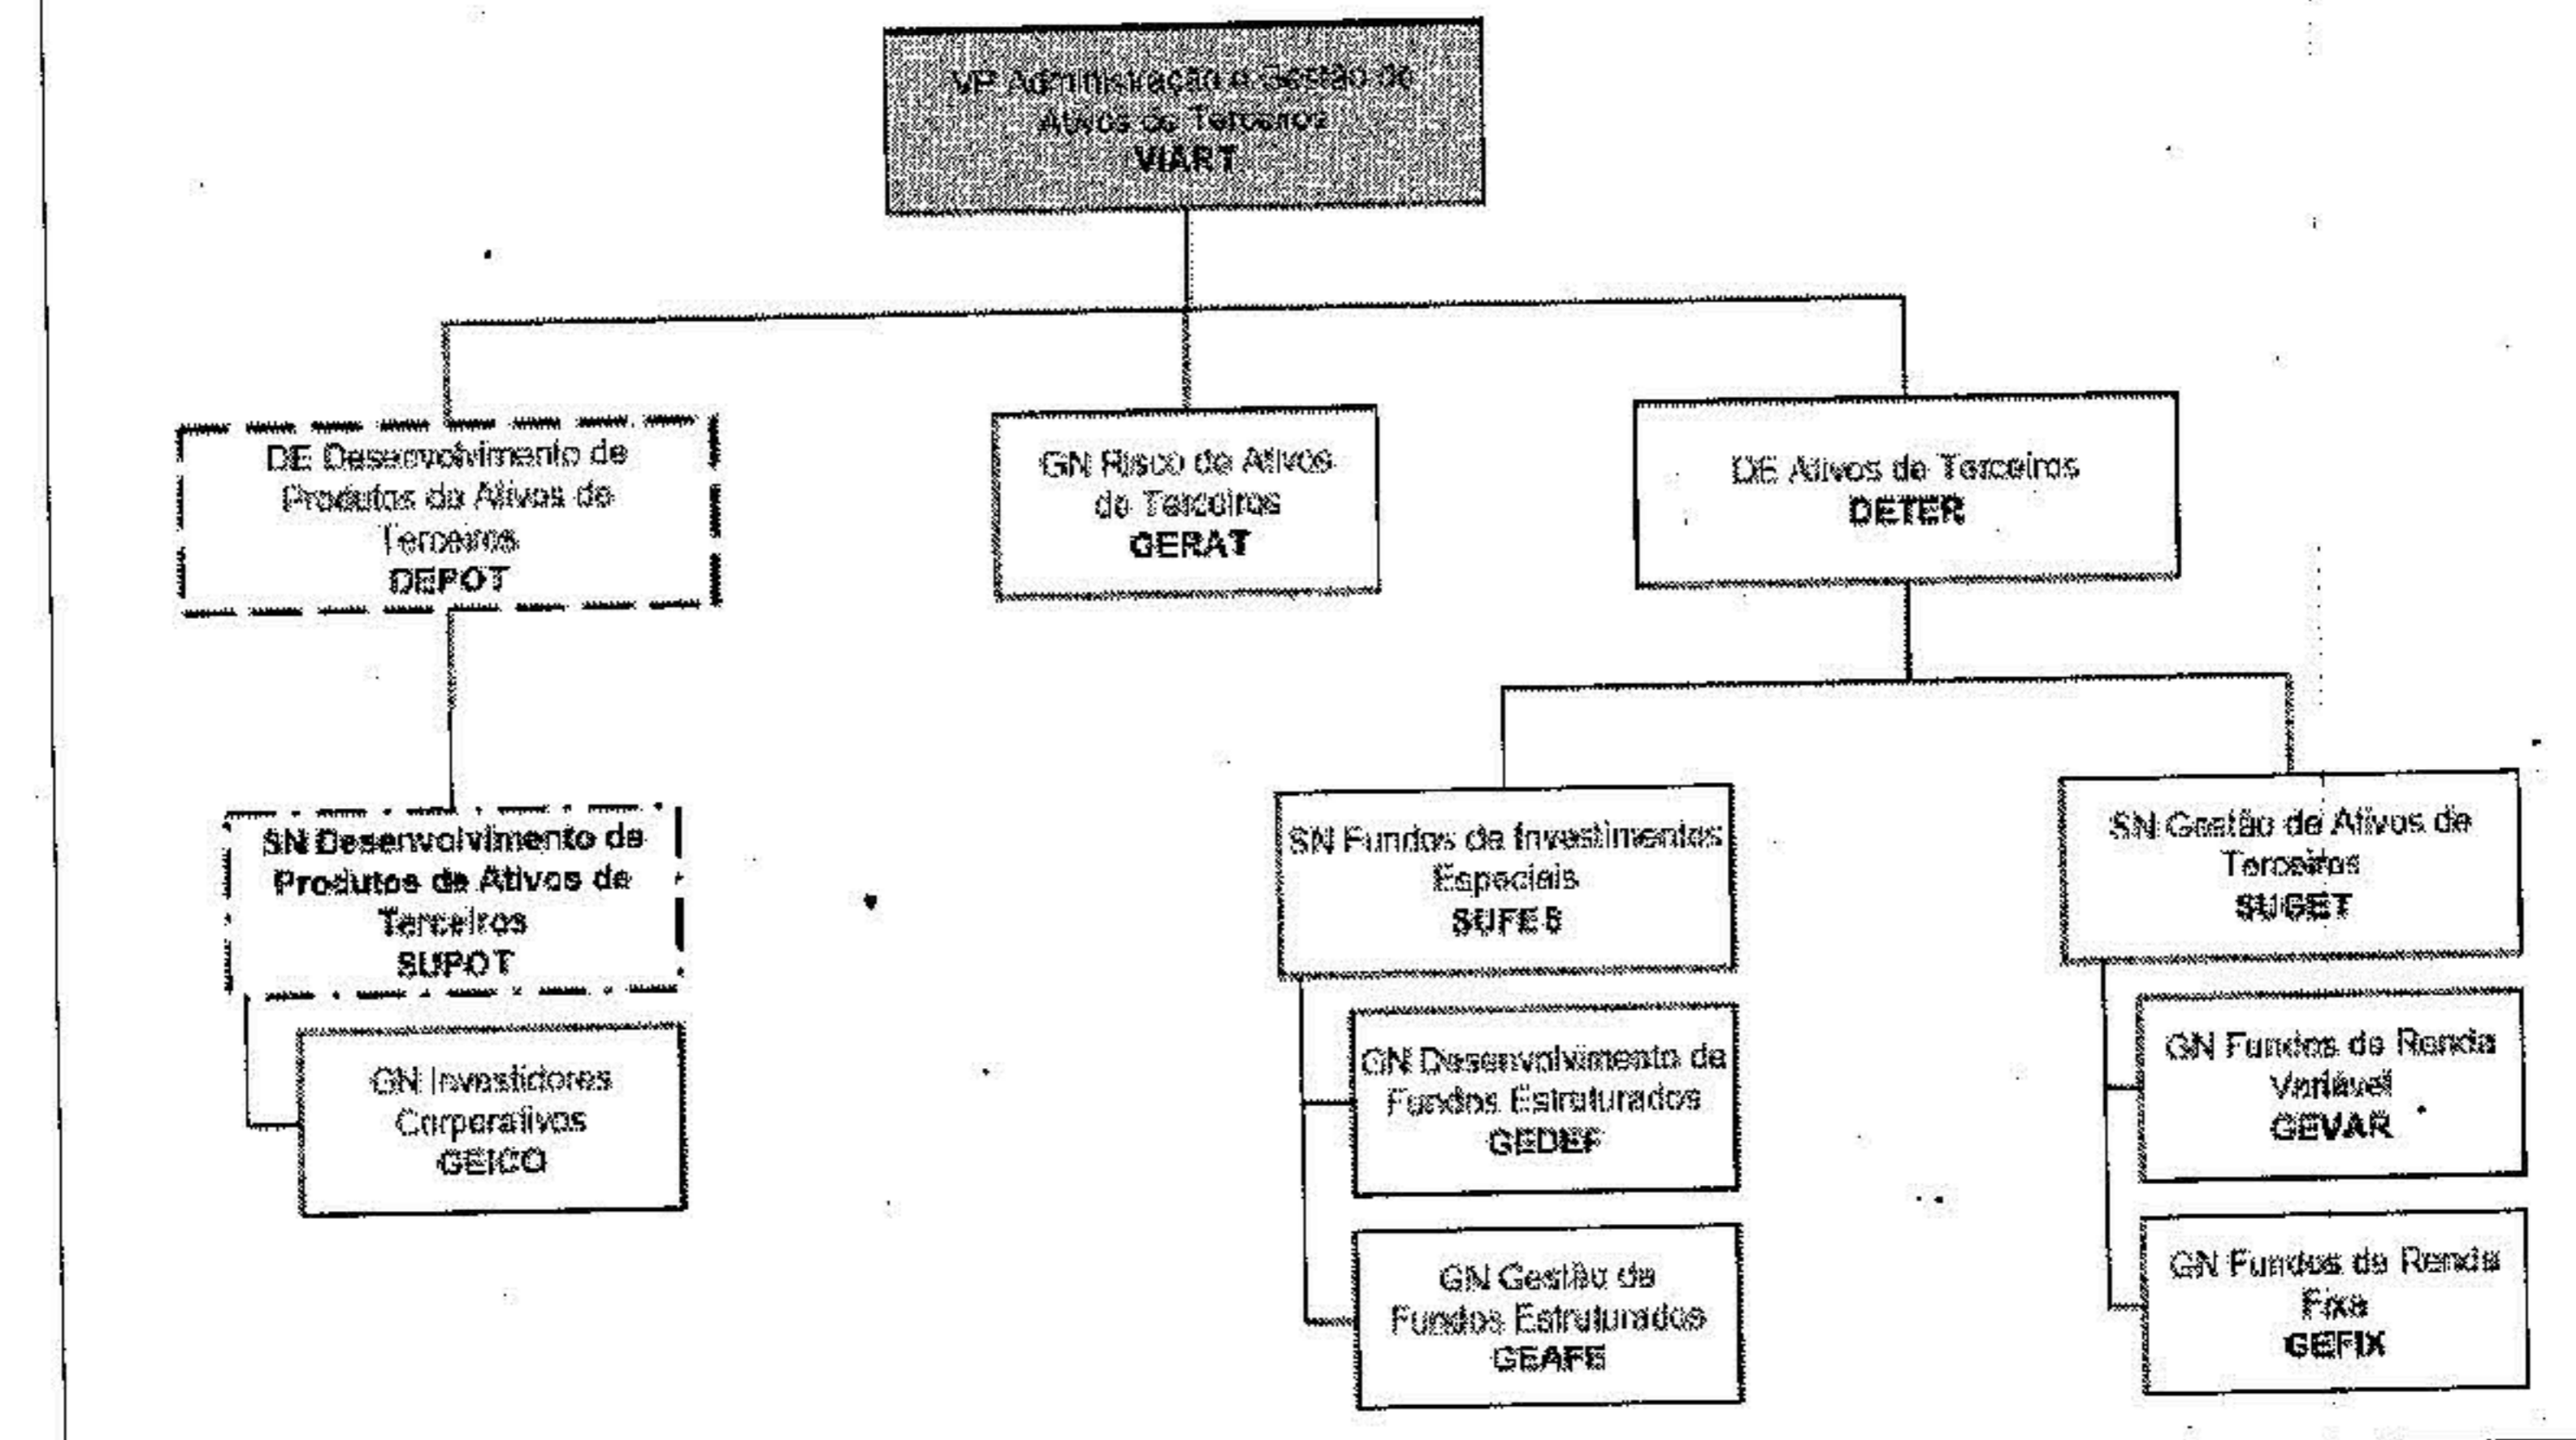 VP Administração e Gestão de
Ativos de Terceiros
VIART
DE Desenvolvimento de
Produtos de Ativos de
Terceiros
DEPOT
GN Risco de Ativos
de Terceiros
GERAT
DE Ativos de Terceiros
DETER
SN Desenvolvimento de
Produtos de Ativos de
Terceiros
SUPOT
GN Investidores
Corporativos
GEICO
SN Fundos de Investimentos
Especiais
SUFES
GN Desenvolvimento de
Fundos Estruturados
GEDEF
GN Gestão de
Fundos Estruturados
GEAFE
SN Gestão de Ativos de
Terceiros
SUGET
GN Fundos de Renda
Variável
GEVAR
GN Fundos de Renda
Fixa
GEFIX